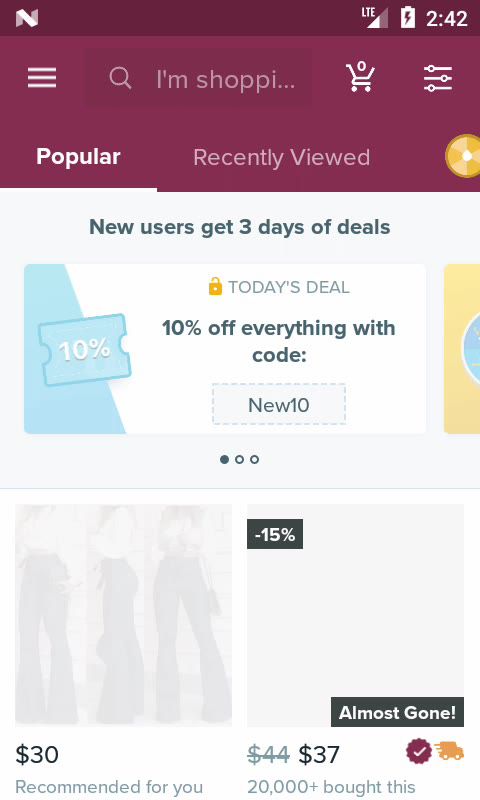 LTE 2:42
I'm shoppi...
0
Popular
Recently Viewed
New users get 3 days of deals
TODAY'S DEAL
10%
10% off everything with
code:
New10
-15%
Almost Gone!
$30
$44 $37
Recommended for you
20,000+ bought this